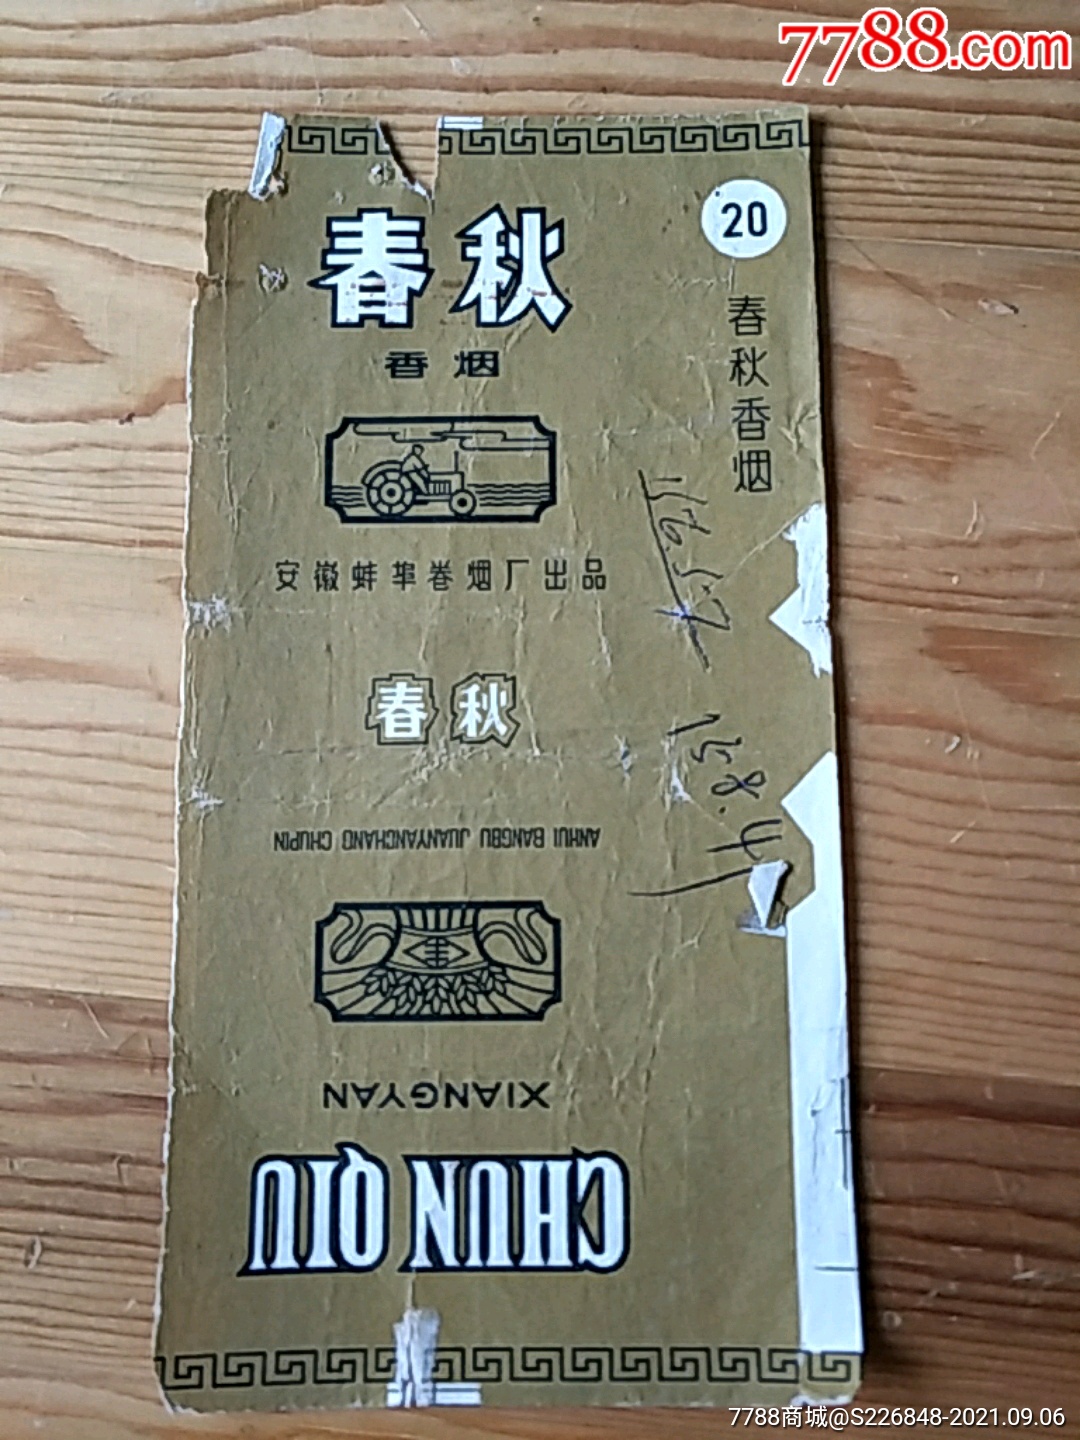 7788.com
20
春秋
香烟
春秋香烟
安徽蚌埠卷烟厂出品
春秋
ANHUI BANGBU JUANYANCHANG CHUPIN
XIANGYAN
CHUN QIU
7788商城@S226848-2021.09.06